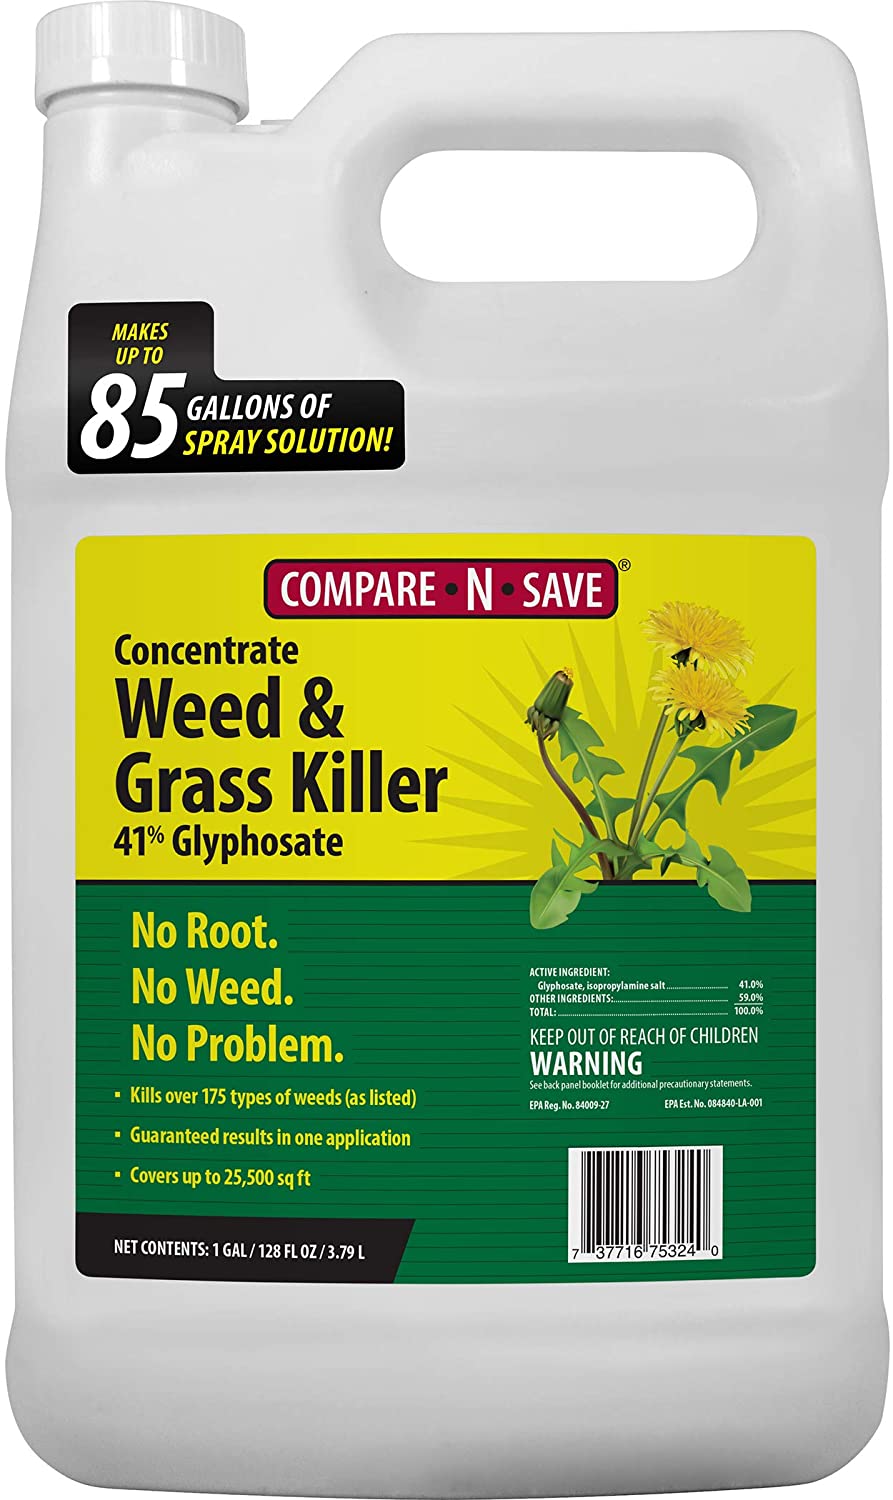 MAKES
UP TO
85 GALLONS OF
SPRAY SOLUTION!
COMPARE • N • SAVE®
Concentrate
Weed &
Grass Killer
41% Glyphosate
No Root.
No Weed.
No Problem.
▪ Kills over 175 types of weeds (as listed)
▪ Guaranteed results in one application
▪ Covers up to 25,500 sq ft
NET CONTENTS: 1 GAL / 128 FL OZ / 3.79 L
ACTIVE INGREDIENT:
Glyphosate, isopropylamine salt.................... 41.0%
OTHER INGREDIENTS:.................... 59.0%
TOTAL:.................... 100.0%
KEEP OUT OF REACH OF CHILDREN
WARNING
See back panel booklet for additional precautionary statements.
EPA Reg. No. 84009-27 EPA Est. No. 084840-LA-001
7 37716 75324 0